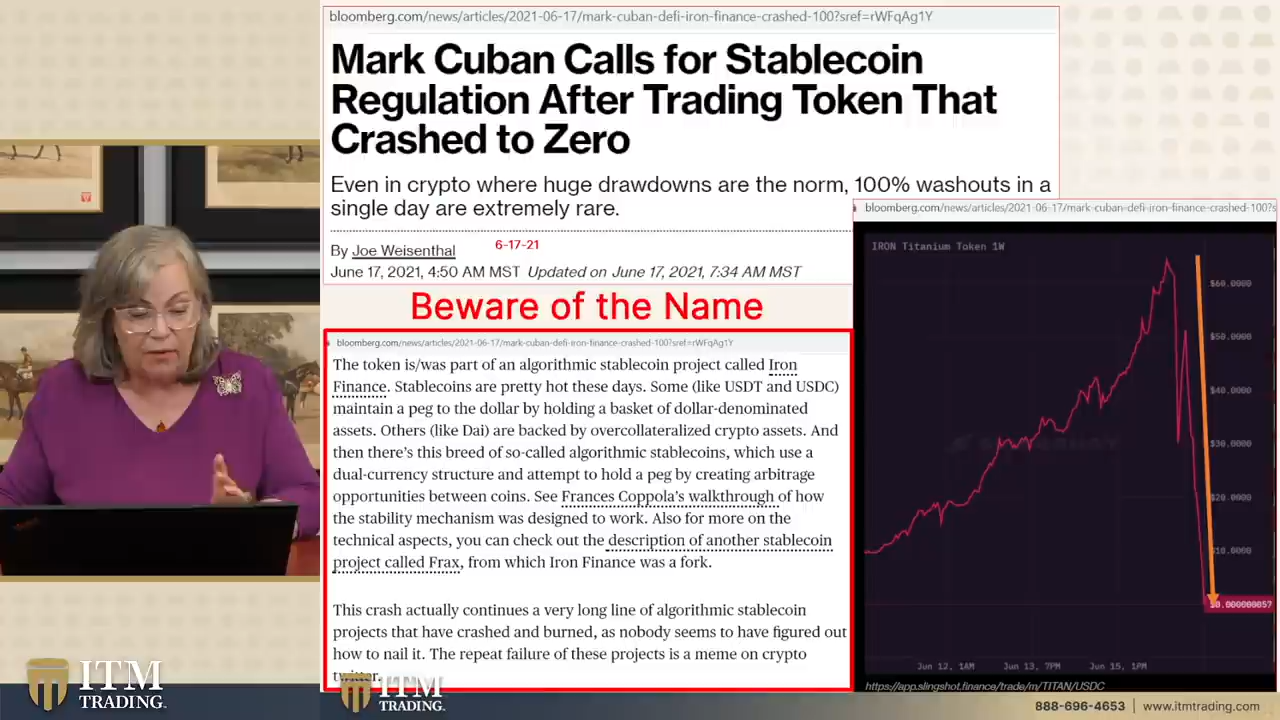 bloomberg.com/news/articles/2021-06-17/mark-cuban-defi-iron-finance-crashed-100?sref=rWFqAg1Y
Mark Cuban Calls for Stablecoin
Regulation After Trading Token That
Crashed to Zero
Even in crypto where huge drawdowns are the norm, 100% washouts in a
single day are extremely rare.
By Joe Weisenthal
6-17-21
June 17, 2021, 4:50 AM MST Updated on June 17, 2021, 7:34 AM MST
Beware of the Name
bloomberg.com/news/articles/2021-06-17/mark-cuban-defi-iron-finance-crashed-100?sref=rWFqAg1Y
The token is/was part of an algorithmic stablecoin project called Iron
Finance. Stablecoins are pretty hot these days. Some (like USDT and USDC)
maintain a peg to the dollar by holding a basket of dollar-denominated
assets. Others (like Dai) are backed by overcollateralized crypto assets. And
then there's this breed of so-called algorithmic stablecoins, which use a
dual-currency structure and attempt to hold a peg by creating arbitrage
opportunities between coins. See Frances Coppola's walkthrough of how
the stability mechanism was designed to work. Also for more on the
technical aspects, you can check out the description of another stablecoin
project called Frax, from which Iron Finance was a fork.
This crash actually continues a very long line of algorithmic stablecoin
projects that have crashed and burned, as nobody seems to have figured out
how to nail it. The repeat failure of these projects is a meme on crypto
twitter.
bloomberg.com/news/articles/2021-06-17/mark-cuban-defi-iron-finance-crashed-100?s
IRON Titanium Token 1W
$60.0000
$50.0000
$40.0000
$30.0000
$20.0000
$10.0000
$0.000000057
Jun 12, 1AM
Jun 13, 7PM
Jun 15, 1PM
https://app.slingshot.finance/trade/m/TITAN/USDC
ITM
TRADING
ITM
TRADING
888-696-4653 | www.itmtrading.com